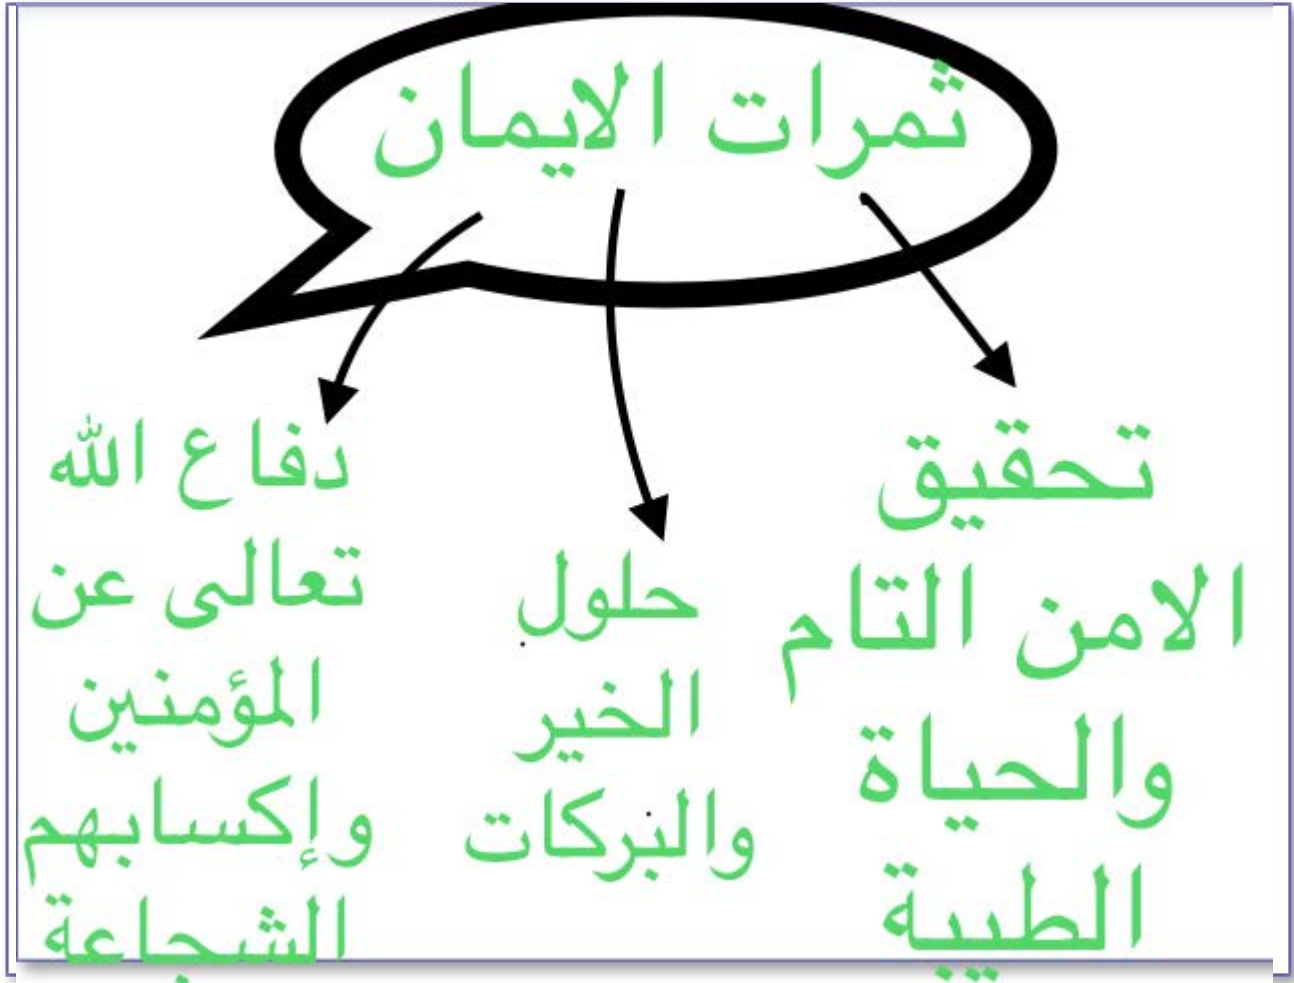 ثمرات الايمان
تحقيق
الامن التام
والحياة
الطيبة
حلول
الخير
والبركات
دفاع الله
تعالى عن
المؤمنين
وإكسابهم
الشجاعة